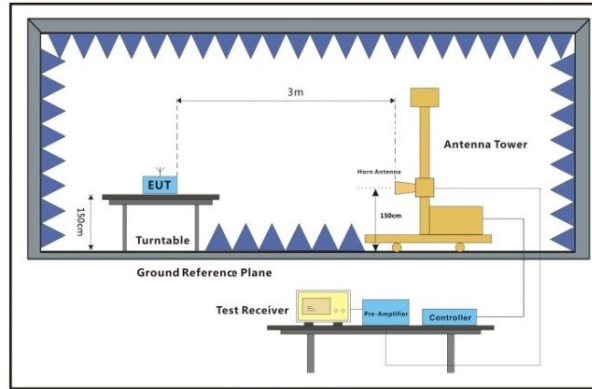 3m
Antenna Tower
Horn Antenna
EUT
150cm
150cm
Turntable
Ground Reference Plane
Test Receiver
Pre-Amplifier
Controller